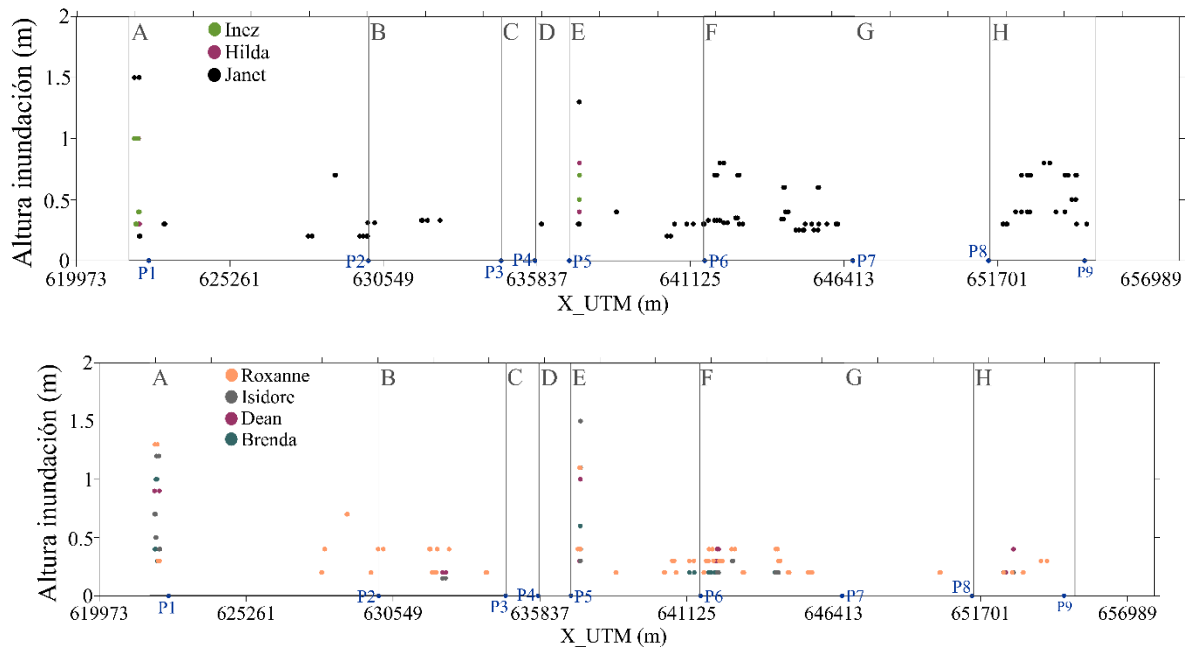 2
A
B
C
D
E
F
G
H
Inez
Hilda
Janet
Altura inundación (m)
1.5
1
0.5
0
P1
P2
P3
P4
P5
P6
P7
P8
P9
619973
625261
630549
635837
641125
646413
651701
656989
X_UTM (m)
2
A
B
C
D
E
F
G
H
Roxanne
Isidore
Dean
Brenda
Altura inundación (m)
1.5
1
0.5
0
P1
P2
P3
P4
P5
P6
P7
P8
P9
619973
625261
630549
635837
641125
646413
651701
656989
X_UTM (m)